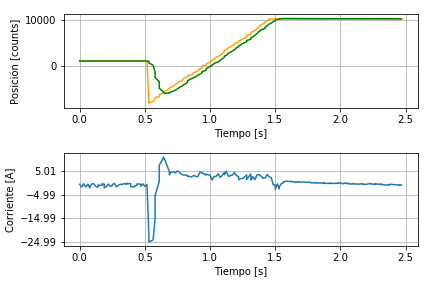 10000
0
Posición [counts]
0.0 0.5 1.0 1.5 2.0 2.5
Tiempo [s]
5.01
−4.99
−14.99
−24.99
Corriente [A]
0.0 0.5 1.0 1.5 2.0 2.5
Tiempo [s]